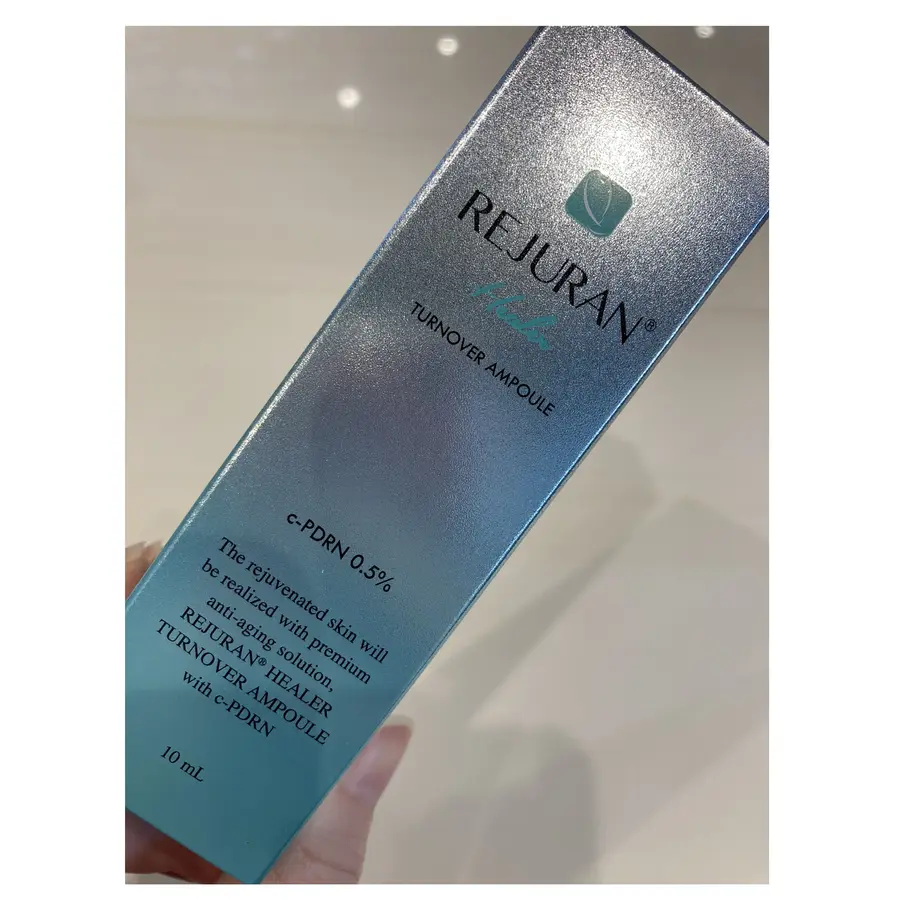 REJURAN®
Healer
TURNOVER AMPOULE
c-PDRN 0.5%
The rejuvenated skin will
be realized with premium
anti-aging solution,
REJURAN® HEALER
TURNOVER AMPOULE
with c-PDRN
10 mL